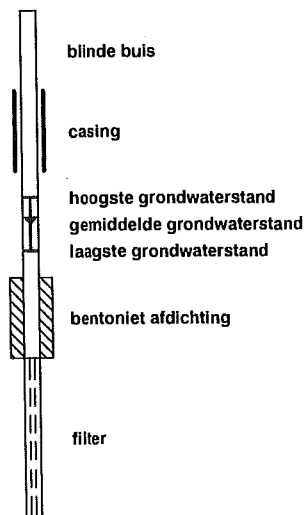 blinde buis
casing
hoogste grondwaterstand
gemiddelde grondwaterstand
laagste grondwaterstand
bentoniet afdichting
filter